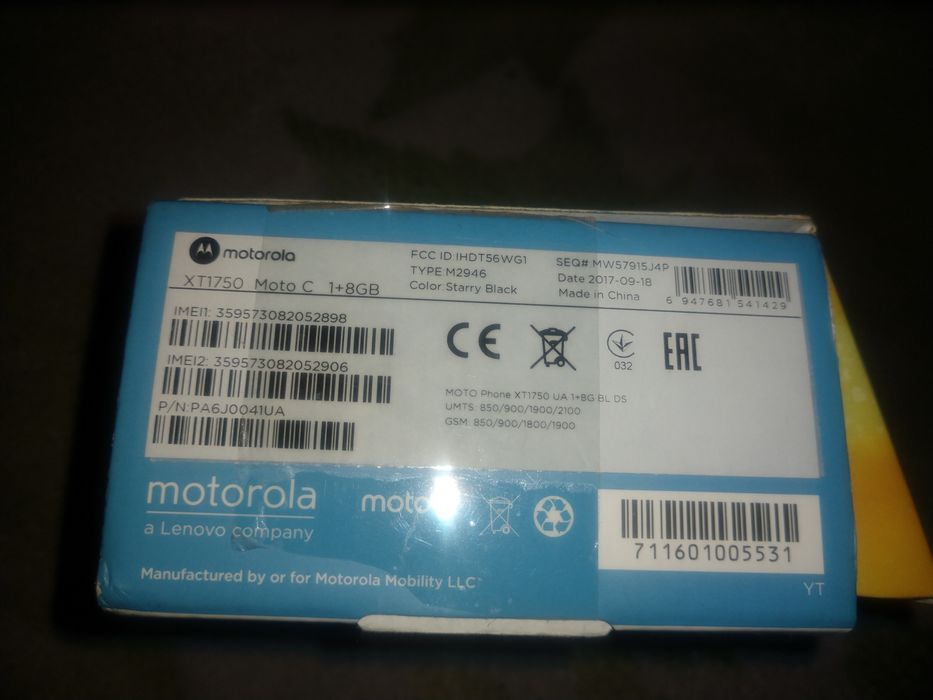 motorola
XT1750 Moto C 1+8GB
FCC ID:IHDT56WG1
TYPE:M2946
Color:Starry Black
SEQ# MW57915J4P
Date 2017-09-18
Made in China
6 947681 541429
IMEI1: 359573082052898
IMEI2: 359573082052906
P/N:PA6J0041UA
CE
032
EAC
MOTO Phone XT1750 UA 1+8G BL DS
UMTS: 850/900/1900/2100
GSM: 850/900/1800/1900
motorola
a Lenovo company
moto
711601005531
Manufactured by or for Motorola Mobility LLC
YT